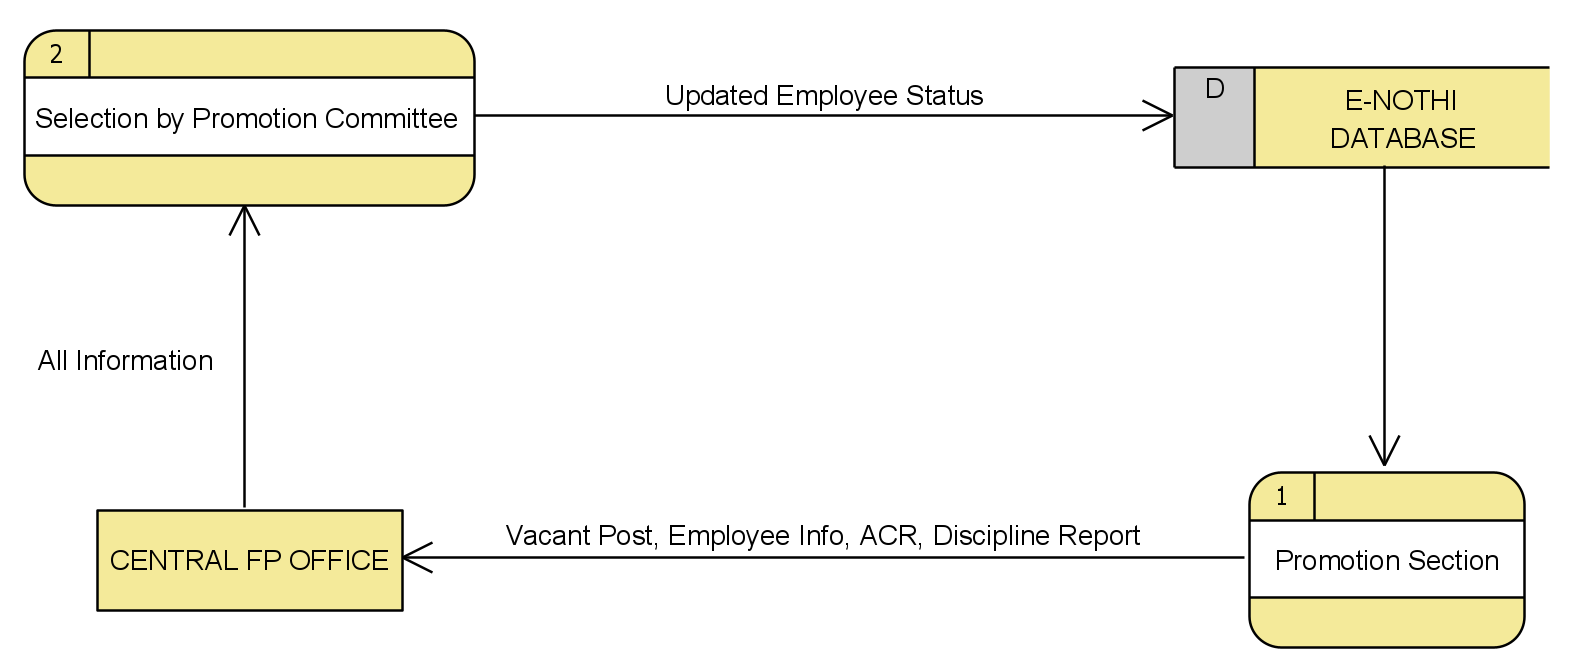 2
Selection by Promotion Committee
Updated Employee Status
D
E-NOTHI
DATABASE
All Information
CENTRAL FP OFFICE
Vacant Post, Employee Info, ACR, Discipline Report
1
Promotion Section